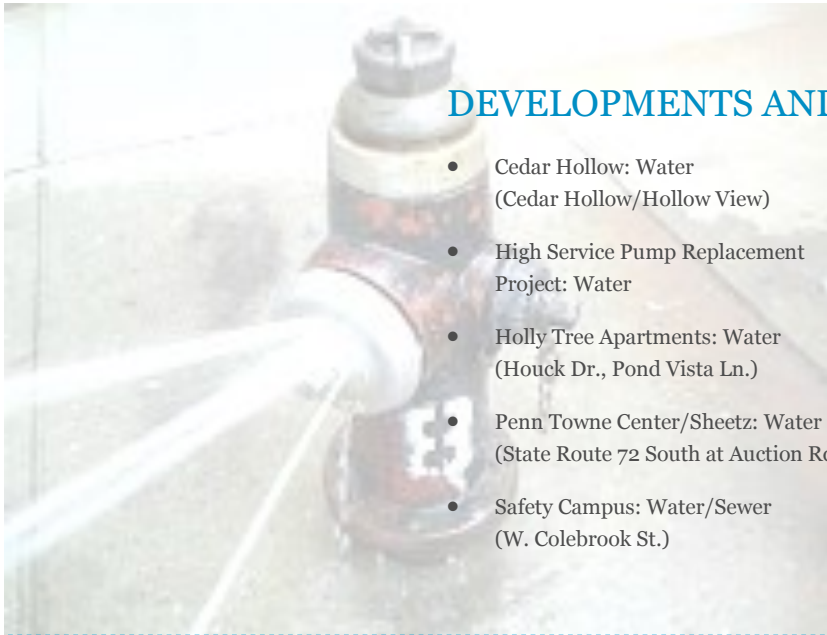 DEVELOPMENTS AND
• Cedar Hollow: Water
(Cedar Hollow/Hollow View)
• High Service Pump Replacement
Project: Water
• Holly Tree Apartments: Water
(Houck Dr., Pond Vista Ln.)
• Penn Towne Center/Sheetz: Water
(State Route 72 South at Auction
• Safety Campus: Water/Sewer
(W. Colebrook St.)